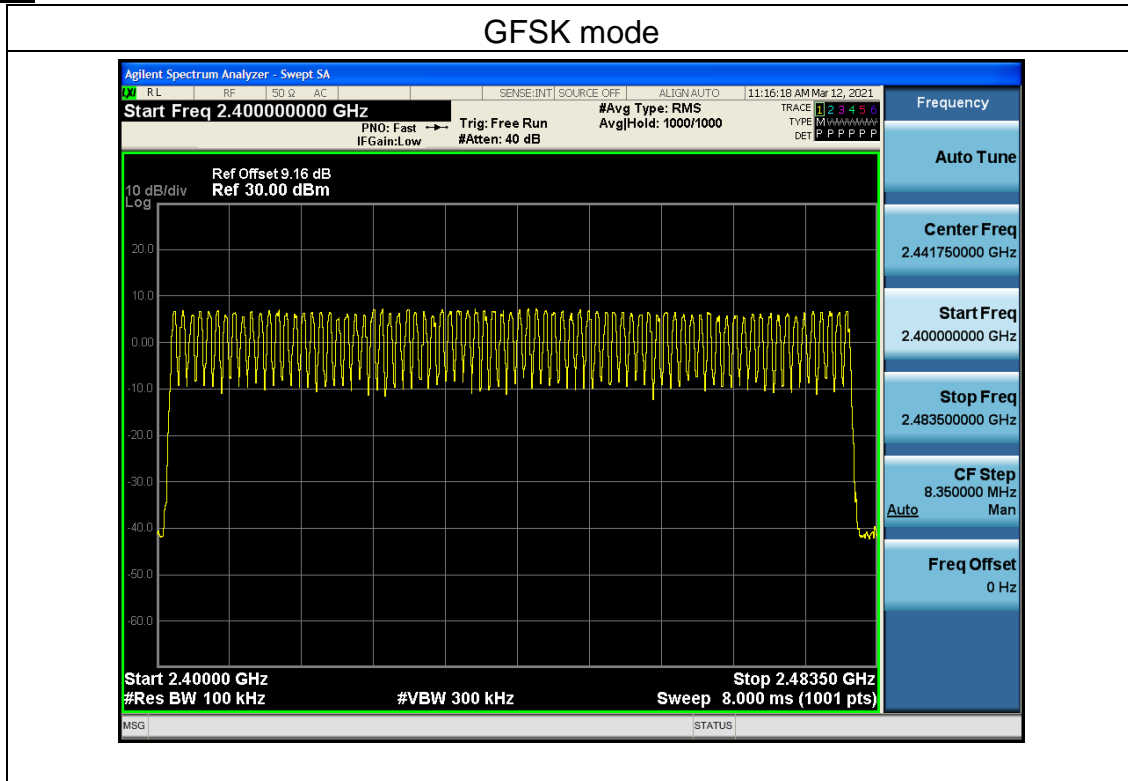 GFSK mode
Agilent Spectrum Analyzer - Swept SA
LXI RL RF 50 Ω AC SENSE:INT SOURCE OFF ALIGN AUTO 11:16:18 AM Mar 12, 2021
Start Freq 2.400000000 GHz
PNO: Fast
IFGain:Low
Trig: Free Run
#Atten: 40 dB
#Avg Type: RMS
Avg|Hold: 1000/1000
TRACE 1 2 3 4 5 6
TYPE M WWWWW
DET P P P P P P
Ref Offset 9.16 dB
10 dB/div Ref 30.00 dBm
Log
20.0
10.0
0.00
-10.0
-20.0
-30.0
-40.0
-50.0
-60.0
Start 2.40000 GHz Stop 2.48350 GHz
#Res BW 100 kHz #VBW 300 kHz Sweep 8.000 ms (1001 pts)
MSG STATUS
Frequency
Auto Tune
Center Freq
2.441750000 GHz
Start Freq
2.400000000 GHz
Stop Freq
2.483500000 GHz
CF Step
8.350000 MHz
Auto Man
Freq Offset
0 Hz